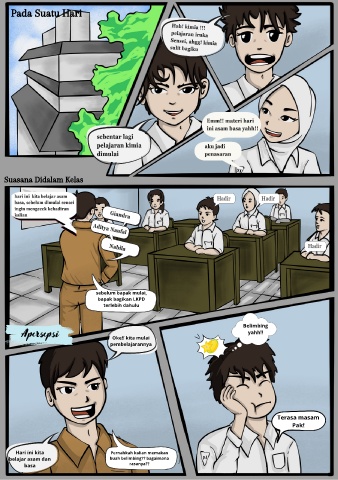 Pada Suatu Hari
Hah! kimia !!!
pelajaran iruka
Sensei, ahgg! kimia
sulit bagiku
sebentar lagi
pelajaran kimia
dimulai
Emm!! materi hari
ini asam basa yahh!!
aku jadi
penasaran
Suasana Didalam Kelas
hari ini kita belajar asam
basa, sebelum dimulai sensei
ingin mengecek kehadiran
kalian
Giandra
Aditya Naufal
Nabila
Hadir
Hadir
Hadir
sebelum bapak mulai,
bapak bagikan LKPD
terlebih dahulu
Apersepsi
Oke!! kita mulai
pembelajarannya
Hari ini kita
belajar asam dan
basa
Pernahkah kalian memakan
buah belimbing?? bagaimana
rasanya??
Belimbing
yahh!!
Terasa masam
Pak!